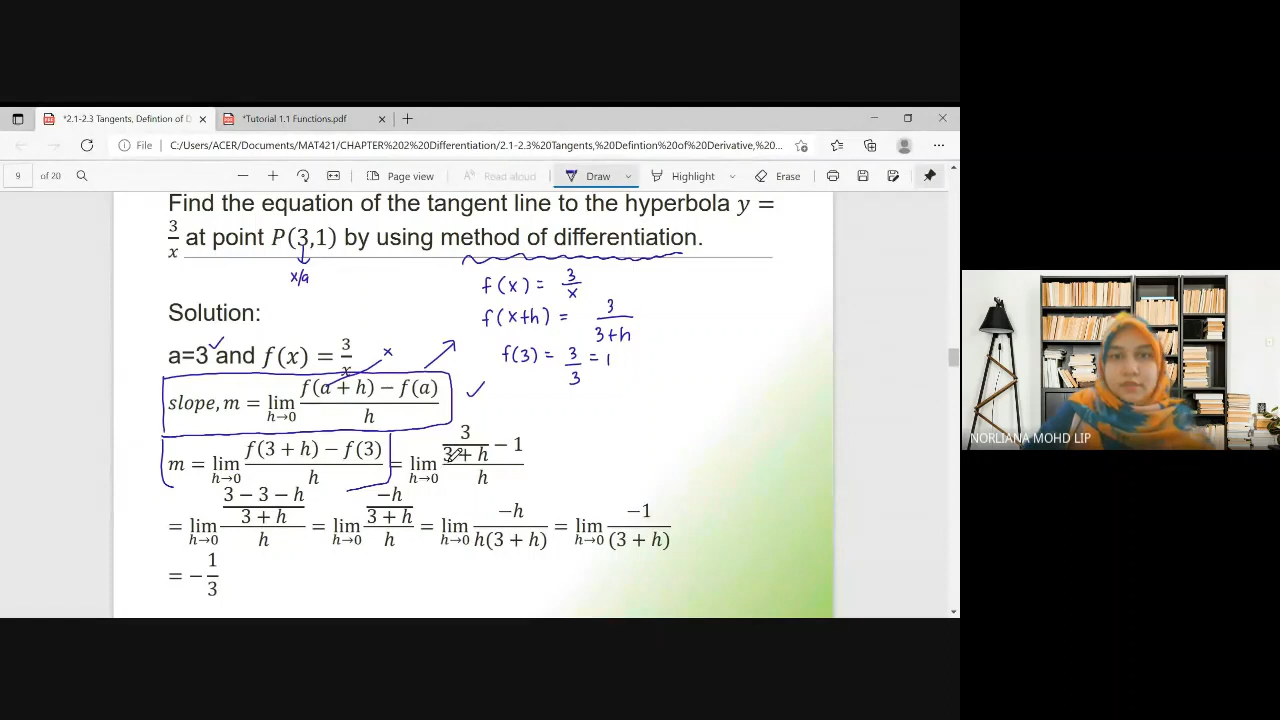 *2.1-2.3 Tangents, Defintion of D
*Tutorial 1.1 Functions.pdf
File
C:/Users/ACER/Documents/MAT421/CHAPTER%202%20Differentiation/2.1-2.3%20Tangents,%20Defintion%20of%20Derivative,%20...
9 of 20
Page view
Read aloud
Draw
Highlight
Erase
Find the equation of the tangent line to the hyperbola y =
3/x at point P(3,1) by using method of differentiation.
x/a
f(x) = 3/x
f(x+h) = 3/(3+h)
f(3) = 3/3 = 1
Solution:
a=3 and f(x) = 3/x
x
slope, m = lim h→0 (f(a + h) − f(a))/h
m = lim h→0 (f(3 + h) − f(3))/h = lim h→0 (3/(3 + h) − 1)/h
= lim h→0 ((3 − 3 − h)/(3 + h))/h = lim h→0 (−h/(3 + h))/h = lim h→0 −h/(h(3 + h)) = lim h→0 −1/((3 + h))
= − 1/3
NORLIANA MOHD LIP